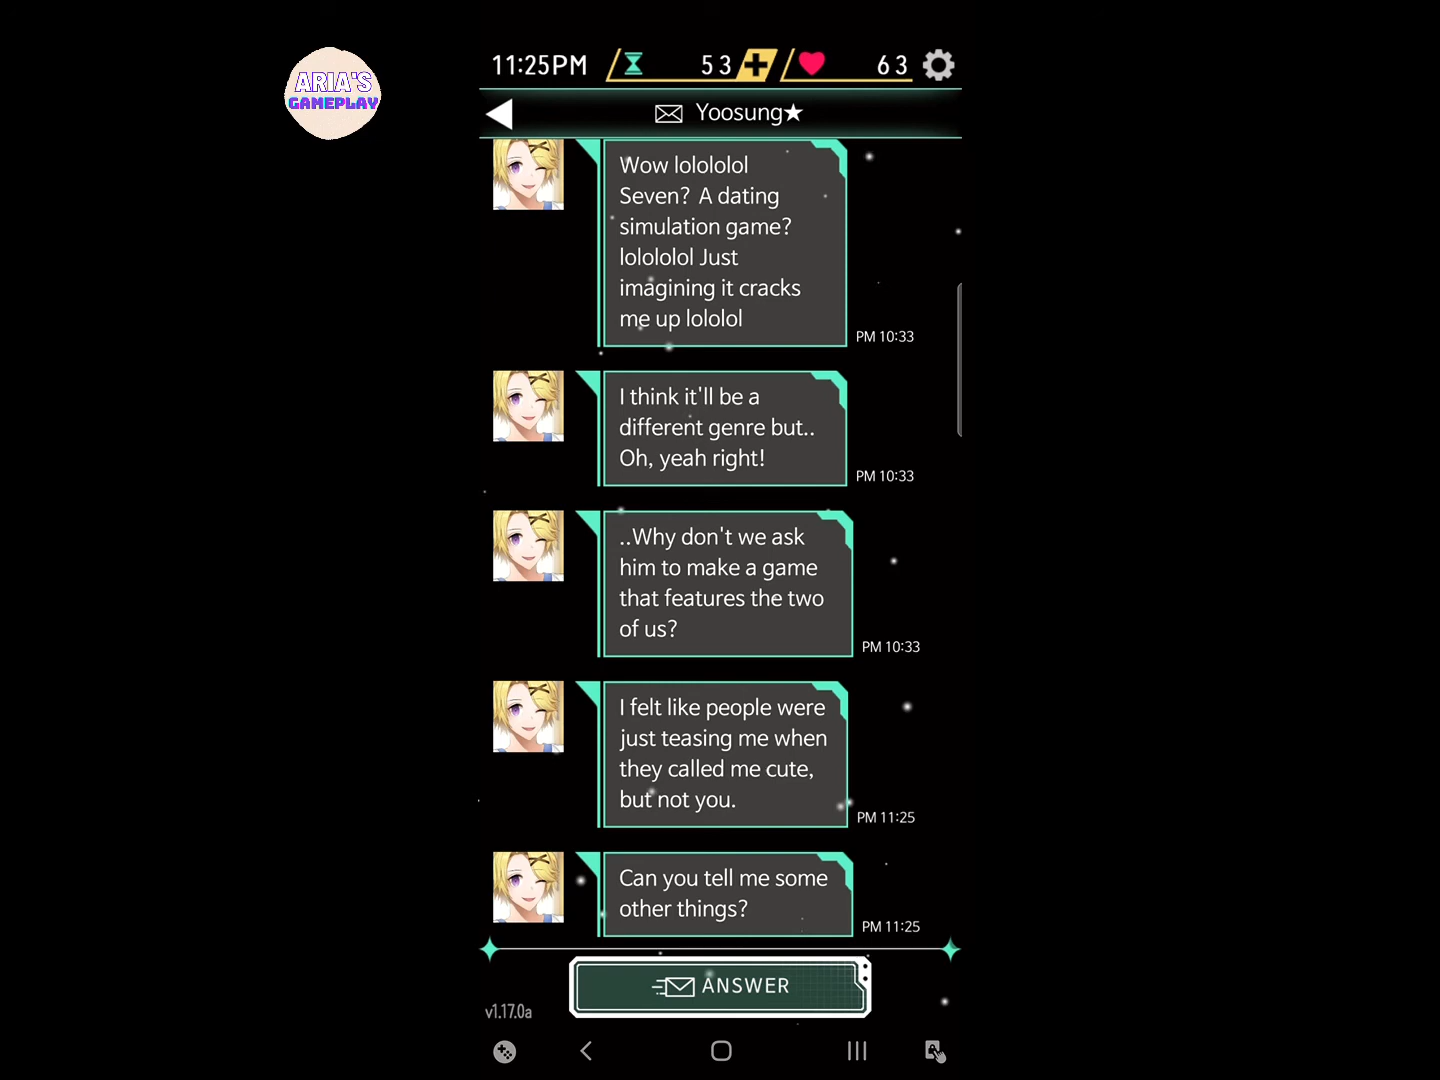 ARIA'S
GAMEPLAY
11:25PM
53
63
Yoosung★
Wow lolololol
Seven? A dating
simulation game?
lolololol Just
imagining it cracks
me up lololol
PM 10:33
I think it'll be a
different genre but..
Oh, yeah right!
PM 10:33
..Why don't we ask
him to make a game
that features the two
of us?
PM 10:33
I felt like people were
just teasing me when
they called me cute,
but not you.
PM 11:25
Can you tell me some
other things?
PM 11:25
ANSWER
v1.17.0a